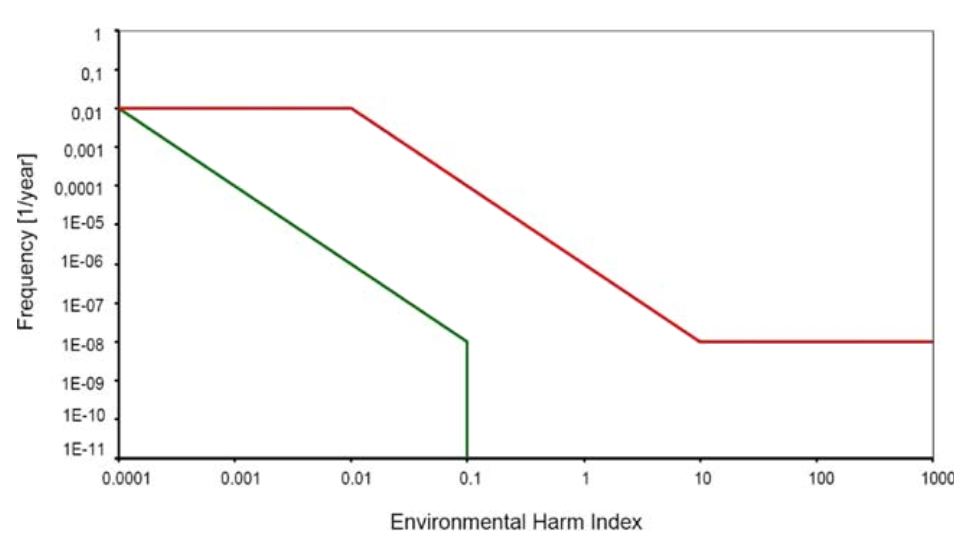 1
0,1
0,01
0,001
0,0001
1E-05
1E-06
1E-07
1E-08
1E-09
1E-10
1E-11
Frequency [1/year]
0.0001 0.001 0.01 0.1 1 10 100 1000
Environmental Harm Index